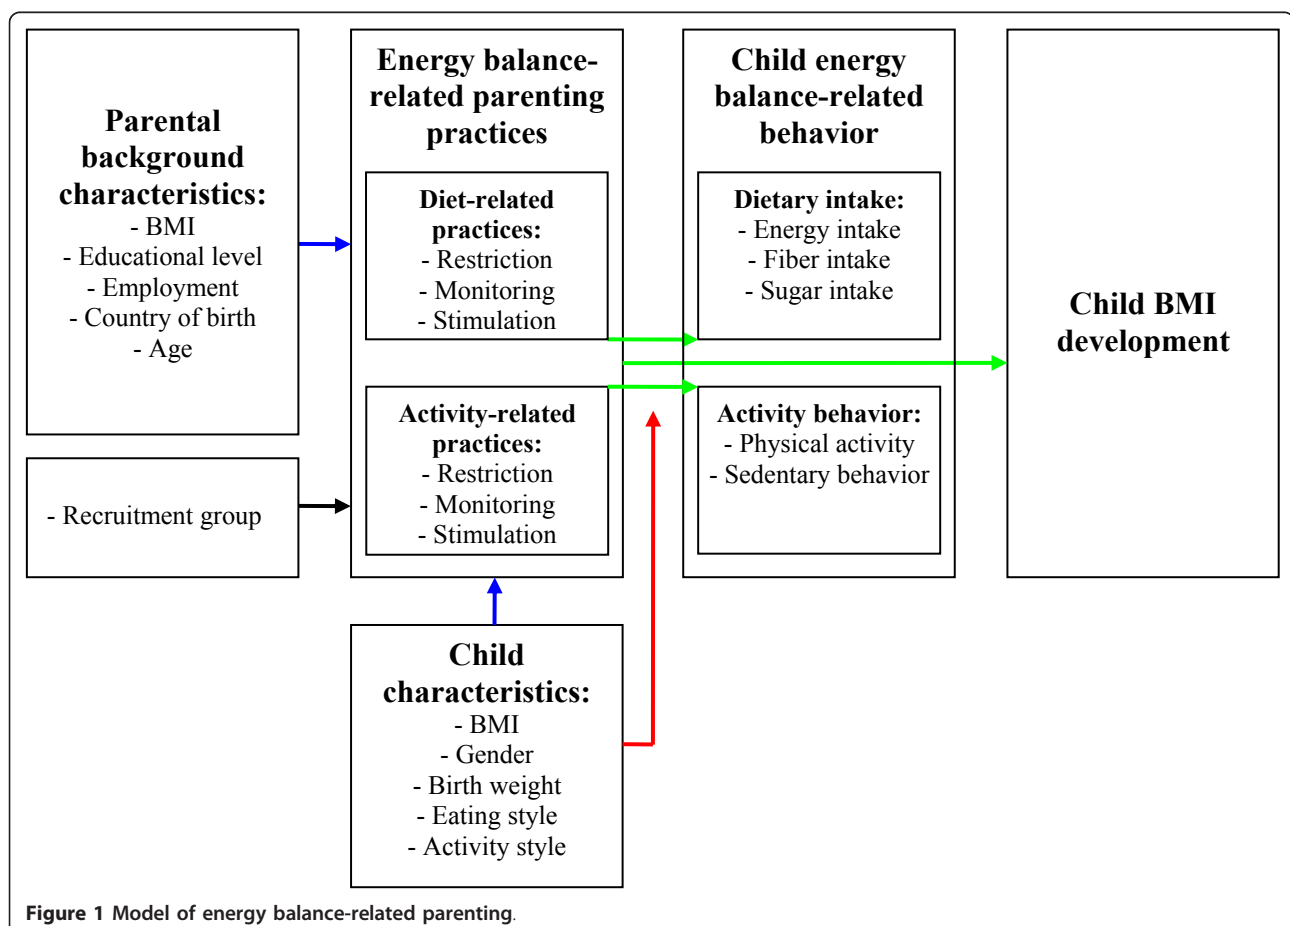 Parental
background
characteristics:
- BMI
- Educational level
- Employment
- Country of birth
- Age
- Recruitment group
Energy balance-
related parenting
practices
Diet-related
practices:
- Restriction
- Monitoring
- Stimulation
Activity-related
practices:
- Restriction
- Monitoring
- Stimulation
Child
characteristics:
- BMI
- Gender
- Birth weight
- Eating style
- Activity style
Child energy
balance-related
behavior
Dietary intake:
- Energy intake
- Fiber intake
- Sugar intake
Activity behavior:
- Physical activity
- Sedentary behavior
Child BMI
development
Figure 1 Model of energy balance-related parenting.